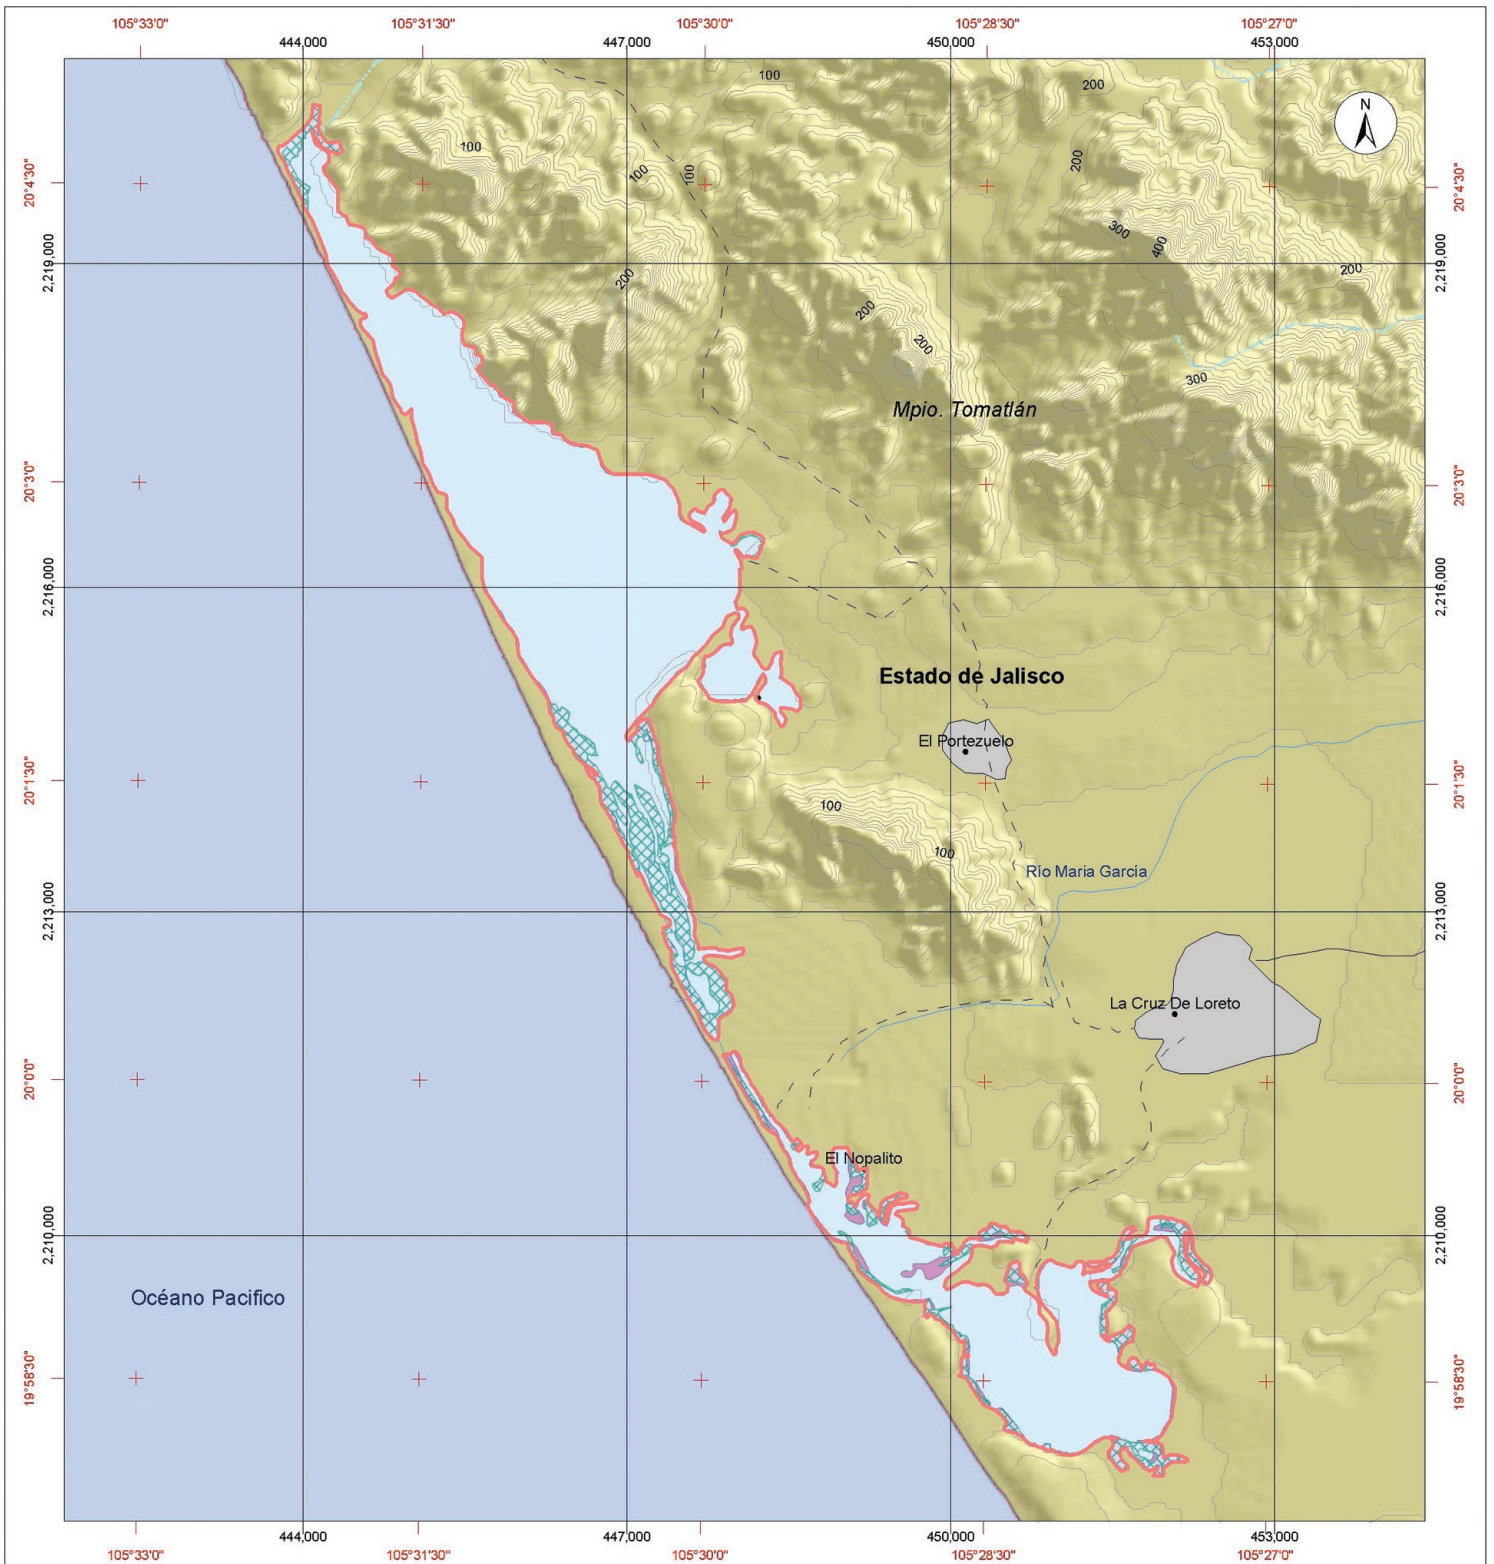 105°33'0" 105°31'30" 105°30'0" 105°28'30" 105°27'0"
444,000 447,000 450,000 453,000
N
100 200
100 200
100 100
20°4'30" 20°4'30"
300 400
2,219,000 200 200 2,219,000
200
200
300
Mpio. Tomatlán
20°3'0" 20°3'0"
2,216,000 2,216,000
Estado de Jalisco
El Portezuelo
20°1'30" 20°1'30"
100
100
Río Maria García
2,213,000 2,213,000
La Cruz De Loreto
20°0'0" 20°0'0"
El Nopalito
2,210,000 2,210,000
Océano Pacifico
19°58'30" 19°58'30"
444,000 447,000 450,000 453,000
105°33'0" 105°31'30" 105°30'0" 105°28'30" 105°27'0"